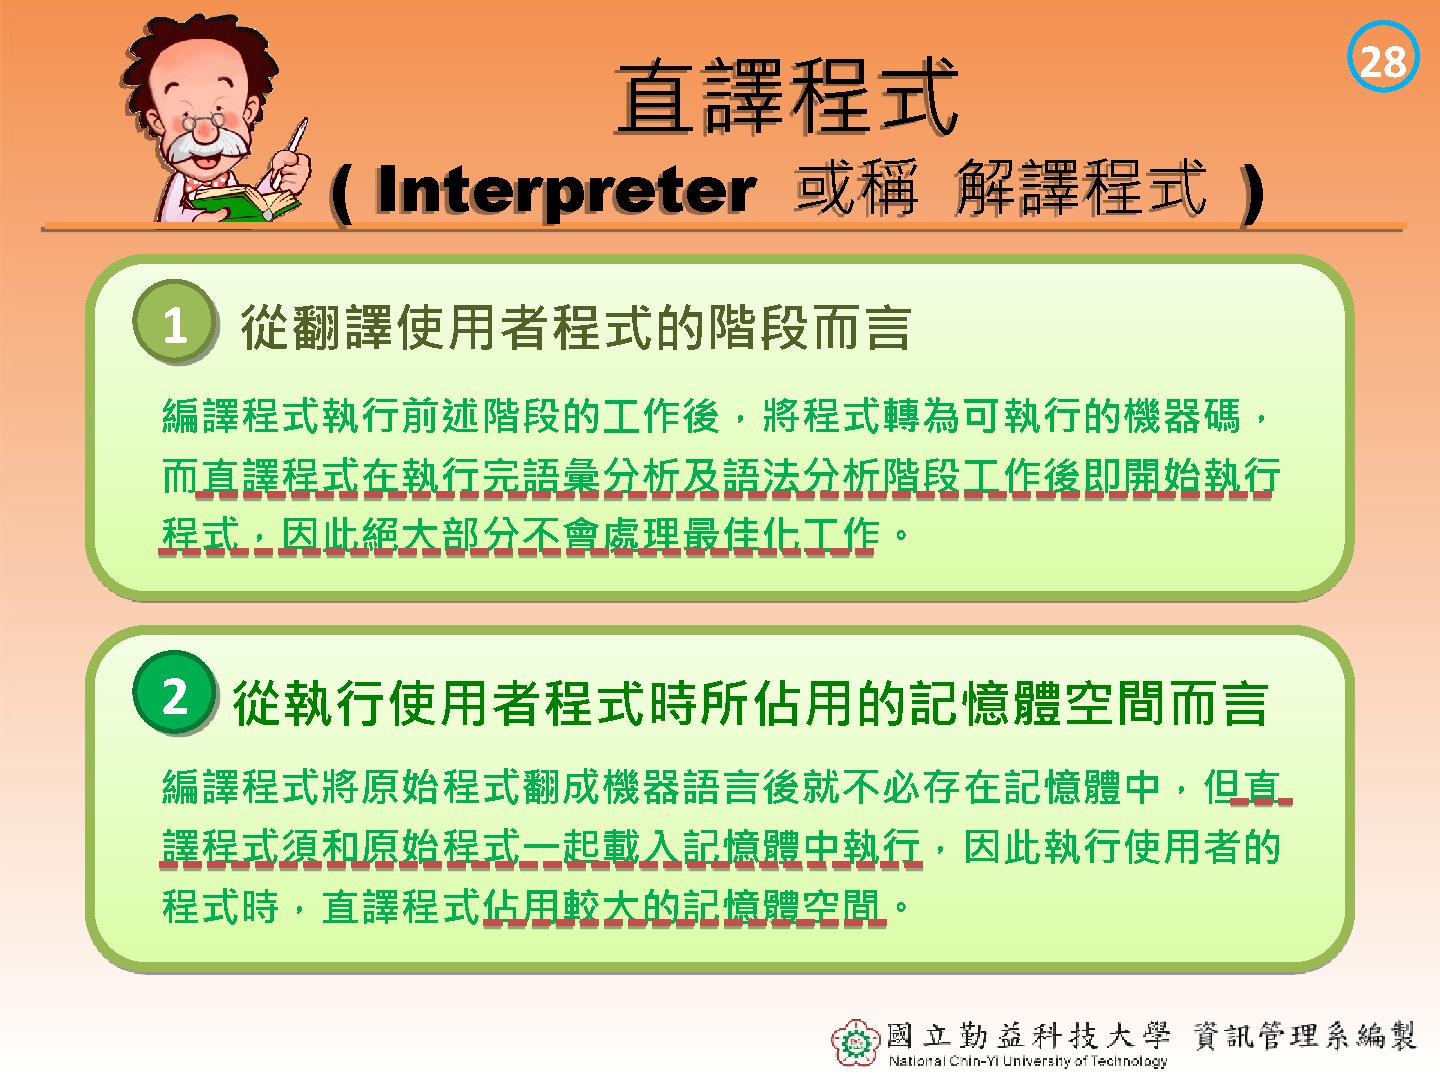 28
直譯程式
( Interpreter 或稱 解譯程式 )
1 從翻譯使用者程式的階段而言
編譯程式執行前述階段的工作後，將程式轉為可執行的機器碼，
而直譯程式在執行完語彙分析及語法分析階段工作後即開始執行
程式，因此絕大部分不會處理最佳化工作。
2 從執行使用者程式時所佔用的記憶體空間而言
編譯程式將原始程式翻成機器語言後就不必存在記憶體中，但直
譯程式須和原始程式一起載入記憶體中執行，因此執行使用者的
程式時，直譯程式佔用較大的記憶體空間。
國立勤益科技大學 資訊管理系編製
National Chin-Yi University of Technology